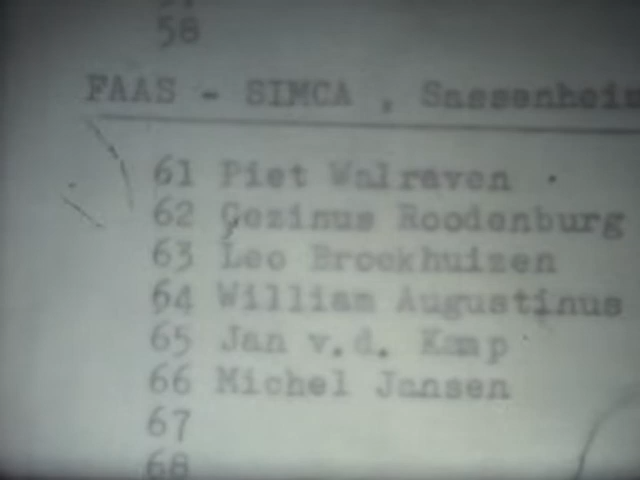 58
FAAS - SIMCA , Sassenheim
61 Piet Walraven
62 Gezinus Roodenburg
63 Leo Broekhuizen
64 William Augustinus
65 Jan v.d. Kamp
66 Michel Jansen
67
68